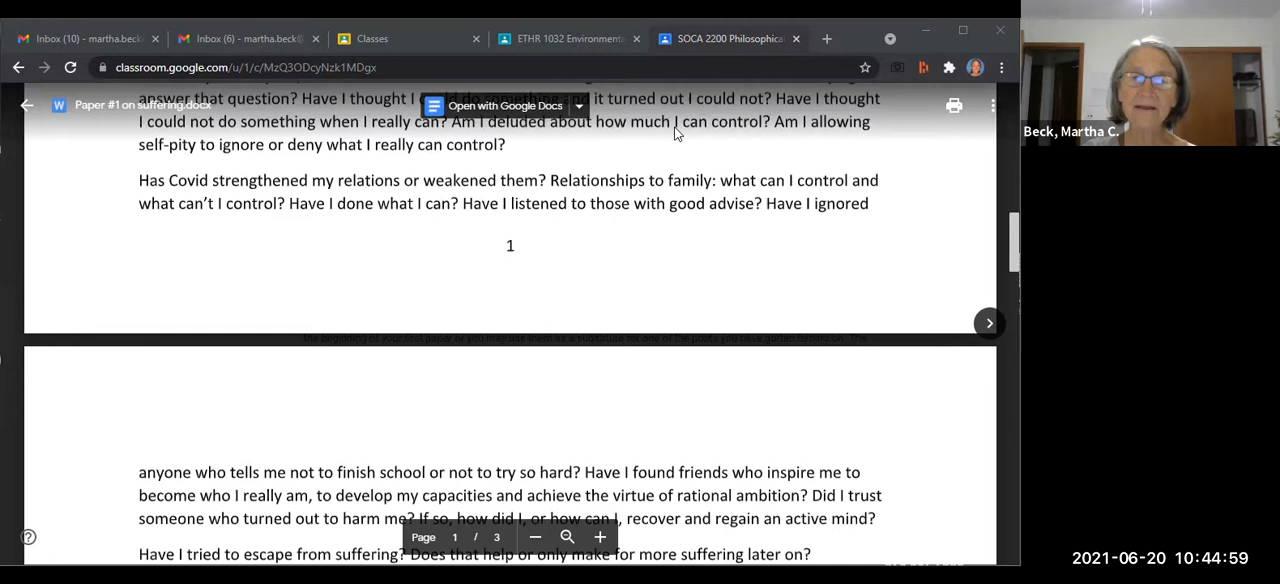 Inbox (10) - martha.beck
Inbox (6) - martha.beck@
Classes
ETHR 1032 Environment
SOCA 2200 Philosophica
classroom.google.com/u/1/c/MzQ3ODcyNzk1MDgx
Paper #1 on suffering.docx
Open with Google Docs
answer that question? Have I thought I could do something and it turned out I could not? Have I thought
I could not do something when I really can? Am I deluded about how much I can control? Am I allowing
self-pity to ignore or deny what I really can control?
Has Covid strengthened my relations or weakened them? Relationships to family: what can I control and
what can't I control? Have I done what I can? Have I listened to those with good advise? Have I ignored
1
anyone who tells me not to finish school or not to try so hard? Have I found friends who inspire me to
become who I really am, to develop my capacities and achieve the virtue of rational ambition? Did I trust
someone who turned out to harm me? If so, how did I, or how can I, recover and regain an active mind?
Page 1 / 3
Have I tried to escape from suffering? Does that help or only make for more suffering later on?
Beck, Martha C.
2021-06-20 10:44:59